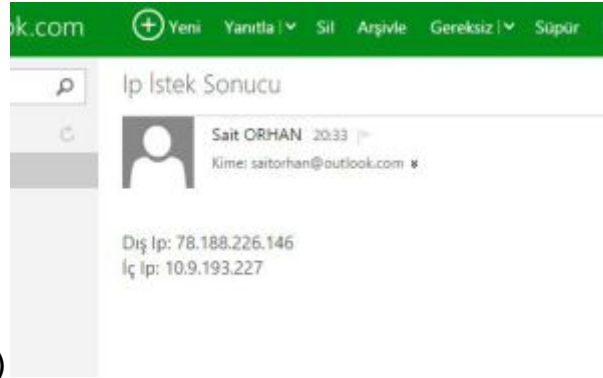 ok.com
Yeni Yanıtla Sil Arşivle Gereksiz Süpür
Ip İstek Sonucu
Sait ORHAN 20:33
Kime: saitorhan@outlook.com
Dış Ip: 78.188.226.146
İç Ip: 10.9.193.227
)